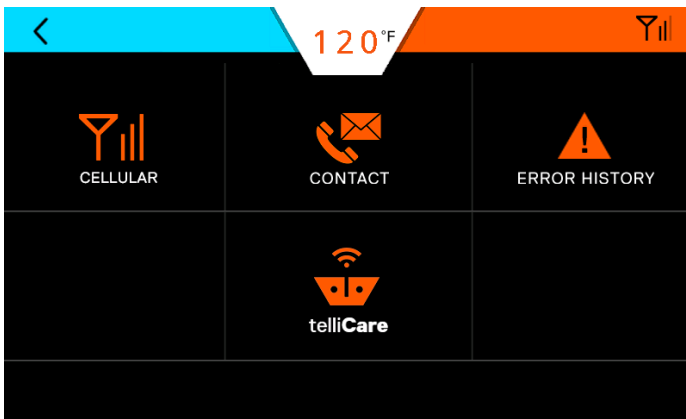 120°F
CELLULAR
CONTACT
ERROR HISTORY
telliCare